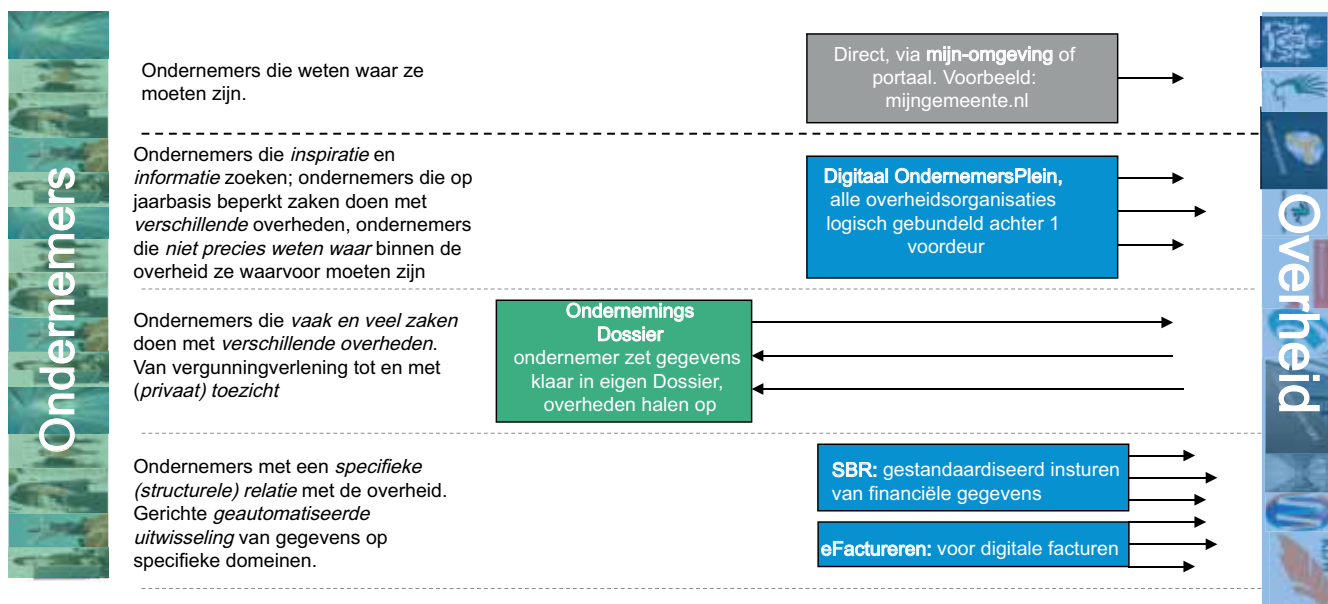 Ondernemers
Ondernemers die weten waar ze
moeten zijn.
Direct, via mijn-omgeving of
portaal. Voorbeeld:
mijngemeente.nl
Ondernemers die inspiratie en
informatie zoeken; ondernemers die op
jaarbasis beperkt zaken doen met
verschillende overheden, ondernemers
die niet precies weten waar binnen de
overheid ze waarvoor moeten zijn
Digitaal OndernemersPlein,
alle overheidsorganisaties
logisch gebundeld achter 1
voordeur
Ondernemers die vaak en veel zaken
doen met verschillende overheden.
Van vergunningverlening tot en met
(privaat) toezicht
Ondernemings
Dossier
ondernemer zet gegevens
klaar in eigen Dossier,
overheden halen op
Ondernemers met een specifieke
(structurele) relatie met de overheid.
Gerichte geautomatiseerde
uitwisseling van gegevens op
specifieke domeinen.
SBR: gestandaardiseerd insturen
van financiële gegevens
eFactureren: voor digitale facturen
Overheid